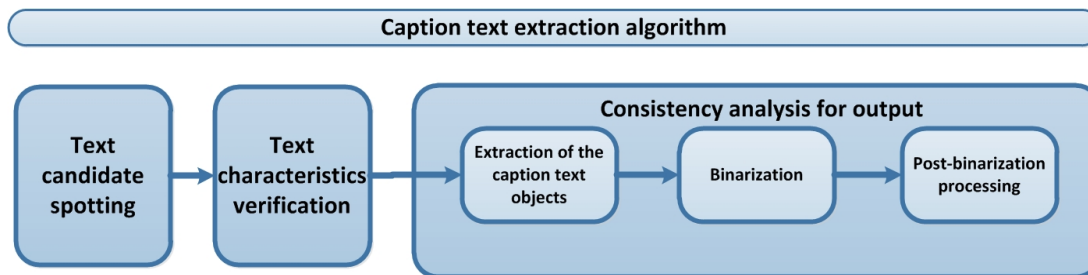 Caption text extraction algorithm
Text
candidate
spotting
Text
characteristics
verification
Consistency analysis for output
Extraction of the
caption text
objects
Binarization
Post-binarization
processing